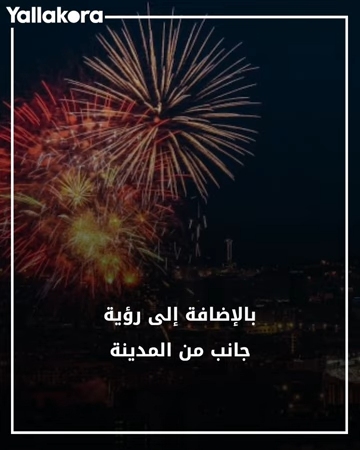 Yallakora
بالإضافة إلى رؤية
جانب من المدينة